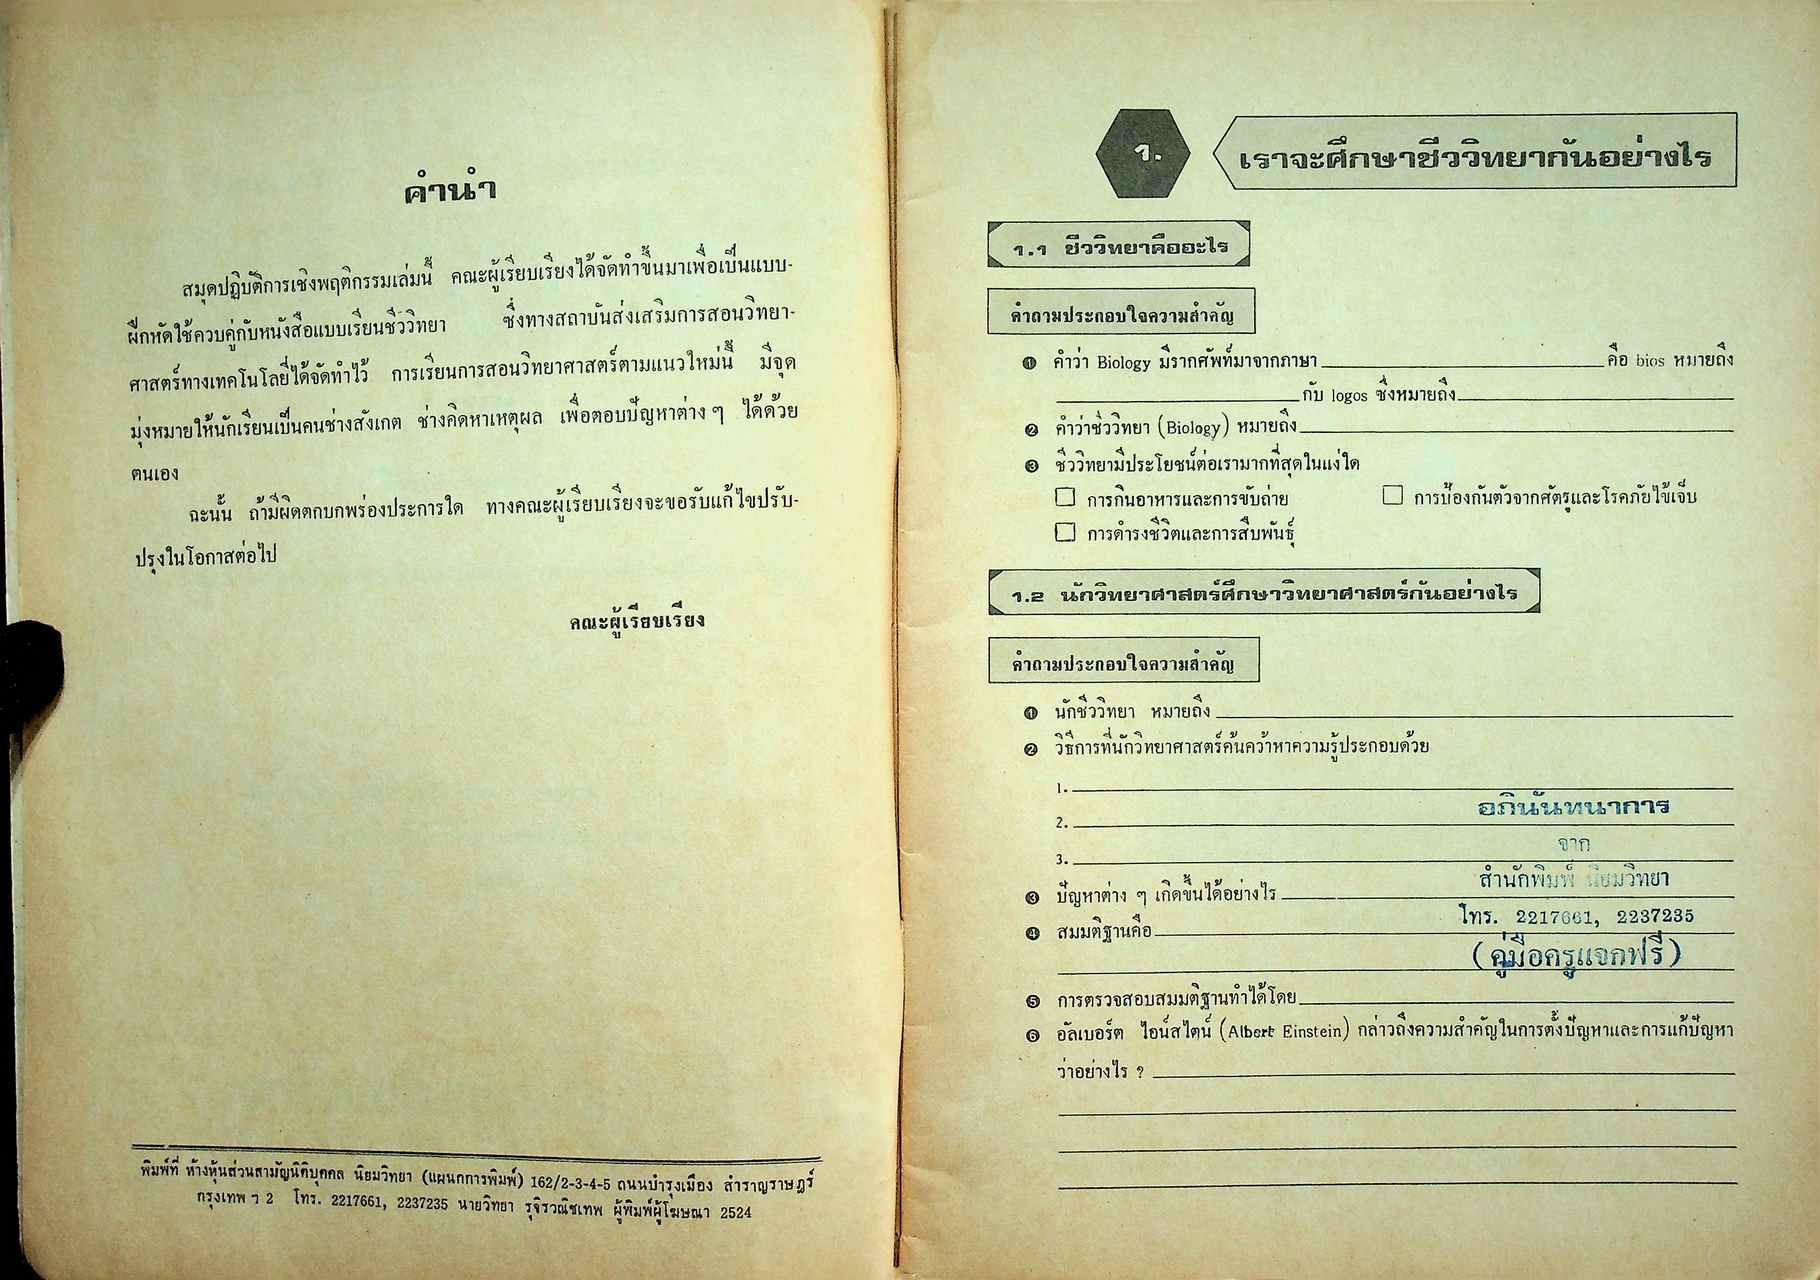 คำนำ
สมุดปฏิบัติการเชิงพฤติกรรมเล่มนี้ คณะผู้เรียบเรียงได้จัดทำขึ้นมาเพื่อเป็นแบบ-
ฝึกหัดใช้ควบคู่กับหนังสือแบบเรียนชีววิทยา ซึ่งทางสถาบันส่งเสริมการสอนวิทยา-
ศาสตร์ทางเทคโนโลยีได้จัดทำไว้ การเรียนการสอนวิทยาศาสตร์ตามแนวใหม่นี้ มีจุด
มุ่งหมายให้นักเรียนเป็นคนช่างสังเกต ช่างคิดหาเหตุผล เพื่อตอบปัญหาต่าง ๆ ได้ด้วย
ตนเอง
ฉะนั้น ถ้ามีผิดตกบกพร่องประการใด ทางคณะผู้เรียบเรียงจะขอรับแก้ไขปรับ-
ปรุงในโอกาสต่อไป
คณะผู้เรียบเรียง
พิมพ์ที่ ห้างหุ้นส่วนสามัญนิติบุคคล นิยมวิทยา (แผนกการพิมพ์) 162/2-3-4-5 ถนนบำรุงเมือง สำราญราษฎร์
กรุงเทพ ฯ 2 โทร. 2217661, 2237235 นายวิทยา รุจิรวณิชเทพ ผู้พิมพ์ผู้โฆษณา 2524
๑. เราจะศึกษาชีววิทยากันอย่างไร
1.1 ชีววิทยาคืออะไร
คำถามประกอบใจความสำคัญ
❶ คำว่า Biology มีรากศัพท์มาจากภาษา คือ bios หมายถึง
กับ logos ซึ่งหมายถึง
❷ คำว่าชีววิทยา (Biology) หมายถึง
❸ ชีววิทยามีประโยชน์ต่อเรามากที่สุดในแง่ใด
การกินอาหารและการขับถ่าย การป้องกันตัวจากศัตรูและโรคภัยไข้เจ็บ
การดำรงชีวิตและการสืบพันธุ์
1.2 นักวิทยาศาสตร์ศึกษาวิทยาศาสตร์กันอย่างไร
คำถามประกอบใจความสำคัญ
❶ นักชีววิทยา หมายถึง
❷ วิธีการที่นักวิทยาศาสตร์ค้นคว้าหาความรู้ประกอบด้วย
1.
อภินันทนาการ
2.
จาก
3.
สำนักพิมพ์ นิยมวิทยา
❸ ปัญหาต่าง ๆ เกิดขึ้นได้อย่างไร
โทร. 2217661, 2237235
❹ สมมติฐานคือ
(คู่มือครูแจกฟรี)
❺ การตรวจสอบสมมติฐานทำได้โดย
❻ อัลเบอร์ต ไอน์สไตน์ (Albert Einstein) กล่าวถึงความสำคัญในการตั้งปัญหาและการแก้ปัญหา
ว่าอย่างไร ?